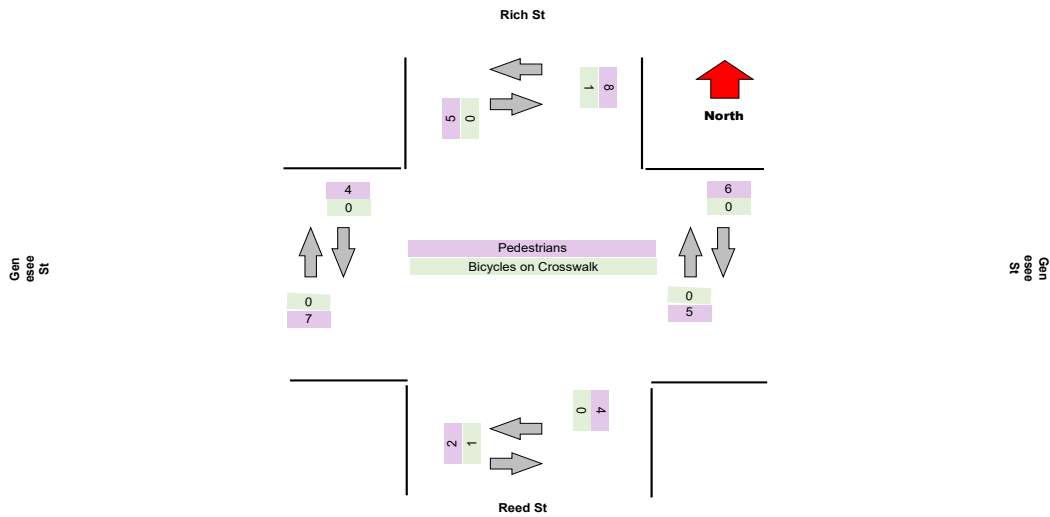 Rich St
8
1
5
0
North
4
0
6
0
Gen
esee
St
Pedestrians
Bicycles on Crosswalk
Gen
esee
St
0
7
0
5
4
0
2
1
Reed St